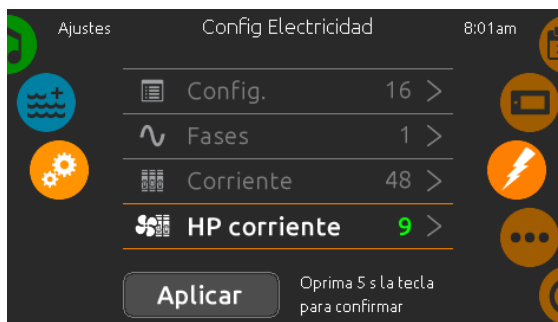 Ajustes Config Electricidad 8:01am
Config. 16 >
Fases 1 >
Corriente 48 >
HP corriente 9 >
Aplicar
Oprima 5 s la tecla
para confirmar